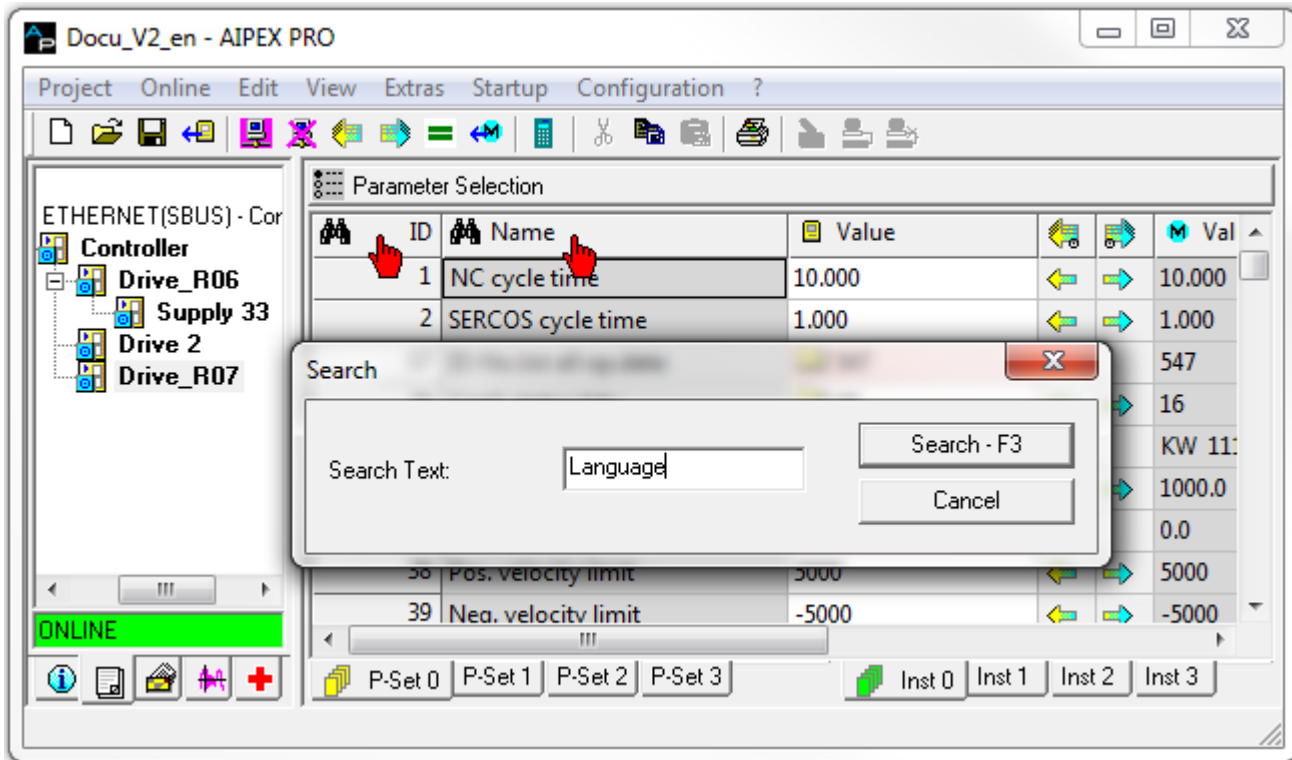 Docu_V2_en - AIPEX PRO
Project Online Edit View Extras Startup Configuration ?
Parameter Selection
ETHERNET(SBUS) - Cor
Controller
Drive_R06
Supply 33
Drive 2
Drive_R07
ONLINE
ID Name Value Val
1 NC cycle time 10.000 10.000
2 SERCOS cycle time 1.000 1.000
547
16
KW 111
1000.0
0.0
38 Pos. velocity limit 5000 5000
39 Neg. velocity limit -5000 -5000
Search
Search Text: Language
Search - F3
Cancel
P-Set 0 P-Set 1 P-Set 2 P-Set 3 Inst 0 Inst 1 Inst 2 Inst 3